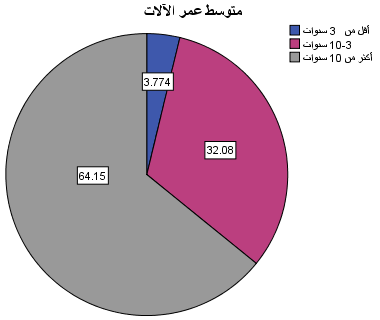 متوسط عمر الآلات
أقل من 3 سنوات
10-3 سنوات
أكثر من 10 سنوات
3.774
32.08
64.15